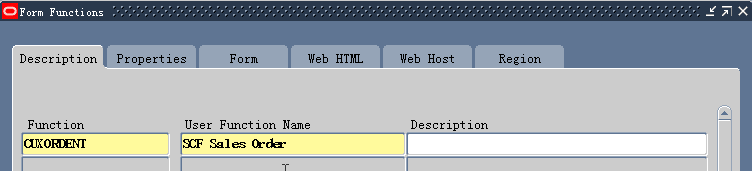 Form Functions
Description Properties Form Web HTML Web Host Region
Function User Function Name Description
CUXORDENT SCF Sales Order